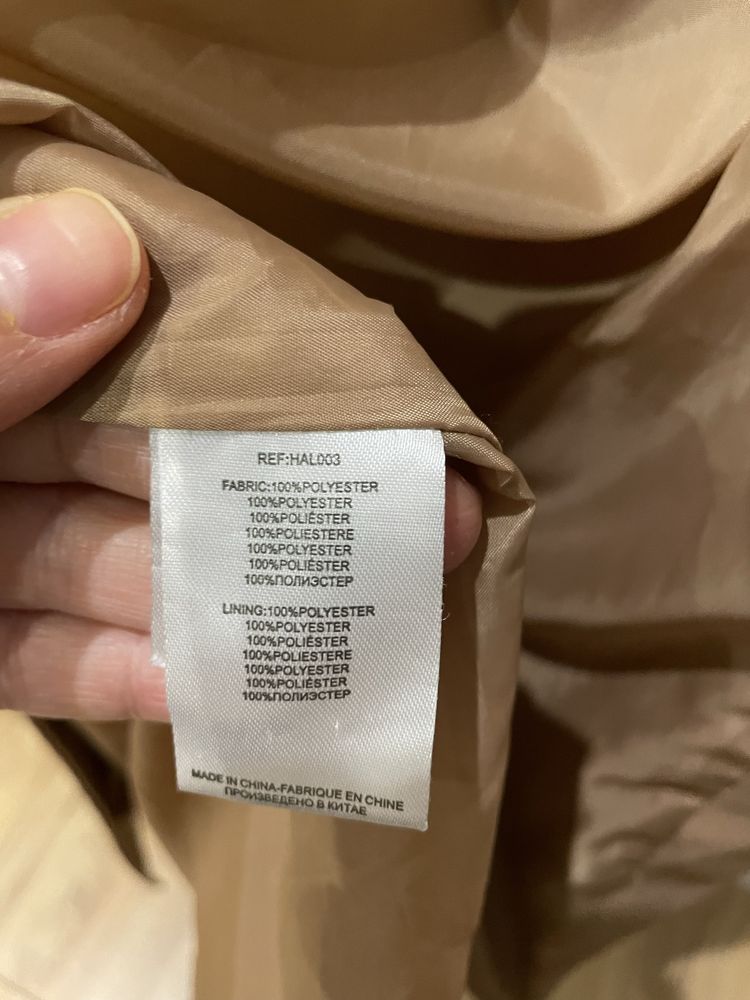 REF:HAL003
FABRIC:100%POLYESTER
100%POLYESTER
100%POLIÉSTER
100%POLIESTERE
100%POLYESTER
100%POLIÉSTER
100%ПОЛИЭСТЕР
LINING:100%POLYESTER
100%POLYESTER
100%POLIÉSTER
100%POLIESTERE
100%POLYESTER
100%POLIÉSTER
100%ПОЛИЭСТЕР
MADE IN CHINA-FABRIQUE EN CHINE
ПРОИЗВЕДЕНО В КИТАЕ